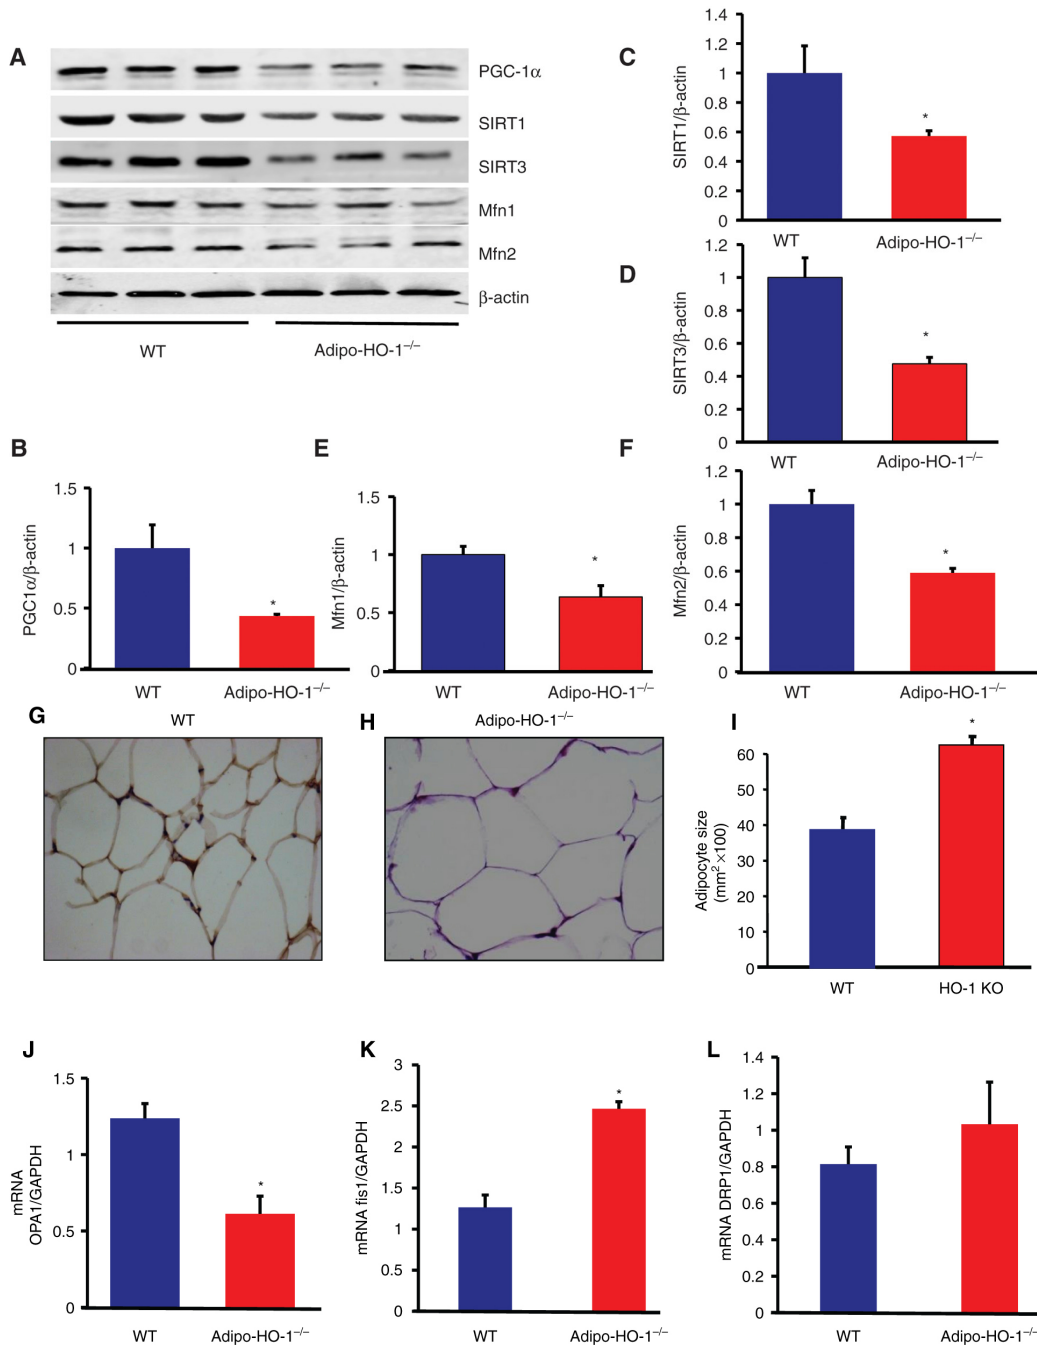 A
PGC-1α
SIRT1
SIRT3
Mfn1
Mfn2
β-actin
WT
Adipo-HO-1⁻/⁻
C
SIRT1/β-actin
1.4
1.2
1
0.8
0.6
0.4
0.2
0
*
WT
Adipo-HO-1⁻/⁻
D
SIRT3/β-actin
1.2
1
0.8
0.6
0.4
0.2
0
*
WT
Adipo-HO-1⁻/⁻
B
PGC1α/β-actin
1.5
1
0.5
0
*
WT
Adipo-HO-1⁻/⁻
E
Mfn1/β-actin
1.5
1
0.5
0
*
WT
Adipo-HO-1⁻/⁻
F
Mfn2/β-actin
1.2
1
0.8
0.6
0.4
0.2
0
*
WT
Adipo-HO-1⁻/⁻
G
WT
H
Adipo-HO-1⁻/⁻
I
Adipocyte size
(mm² ×100)
60
50
40
30
20
10
0
*
WT
HO-1 KO
J
mRNA
OPA1/GAPDH
1.5
1
0.5
0
*
WT
Adipo-HO-1⁻/⁻
K
mRNA fis1/GAPDH
3
2.5
2
1.5
1
0.5
0
*
WT
Adipo-HO-1⁻/⁻
L
mRNA DRP1/GAPDH
1.4
1.2
1
0.8
0.6
0.4
0.2
0
WT
Adipo-HO-1⁻/⁻